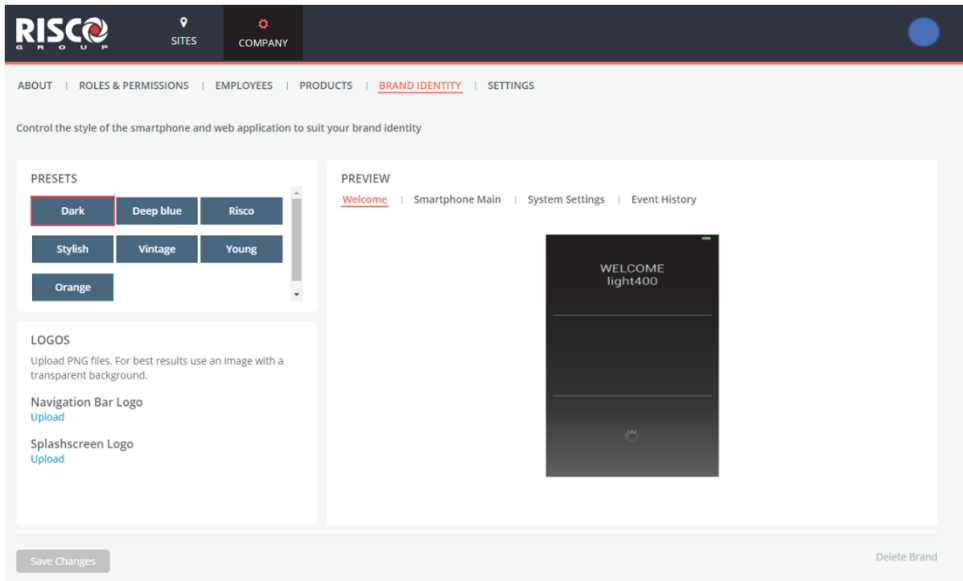 RISCO
GROUP
SITES
COMPANY
ABOUT | ROLES & PERMISSIONS | EMPLOYEES | PRODUCTS | BRAND IDENTITY | SETTINGS
Control the style of the smartphone and web application to suit your brand identity
PRESETS
Dark
Deep blue
Risco
Stylish
Vintage
Young
Orange
LOGOS
Upload PNG files. For best results use an image with a
transparent background.
Navigation Bar Logo
Upload
Splashscreen Logo
Upload
PREVIEW
Welcome | Smartphone Main | System Settings | Event History
WELCOME
light400
Save Changes
Delete Brand